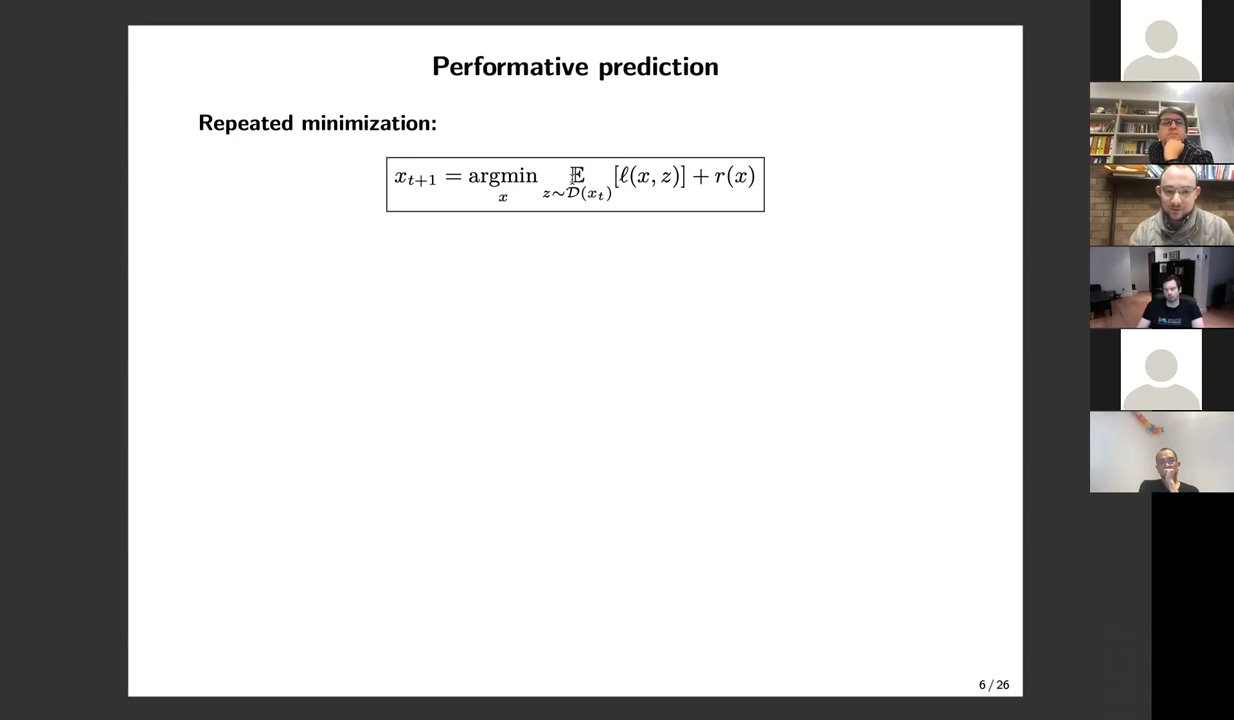 Performative prediction
Repeated minimization:
x_{t+1} = argmin_x 𝔼_{z∼𝒟(x_t)} [ℓ(x, z)] + r(x)
6 / 26